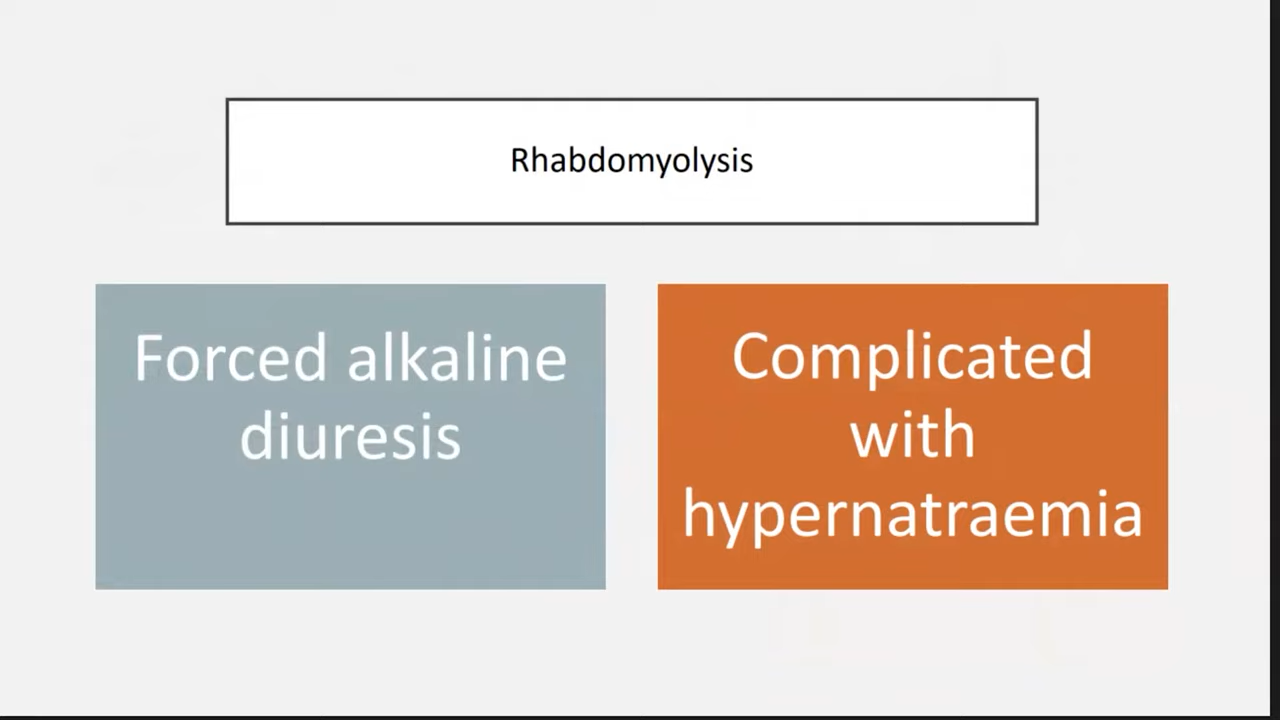 Rhabdomyolysis
Forced alkaline
diuresis
Complicated
with
hypernatraemia